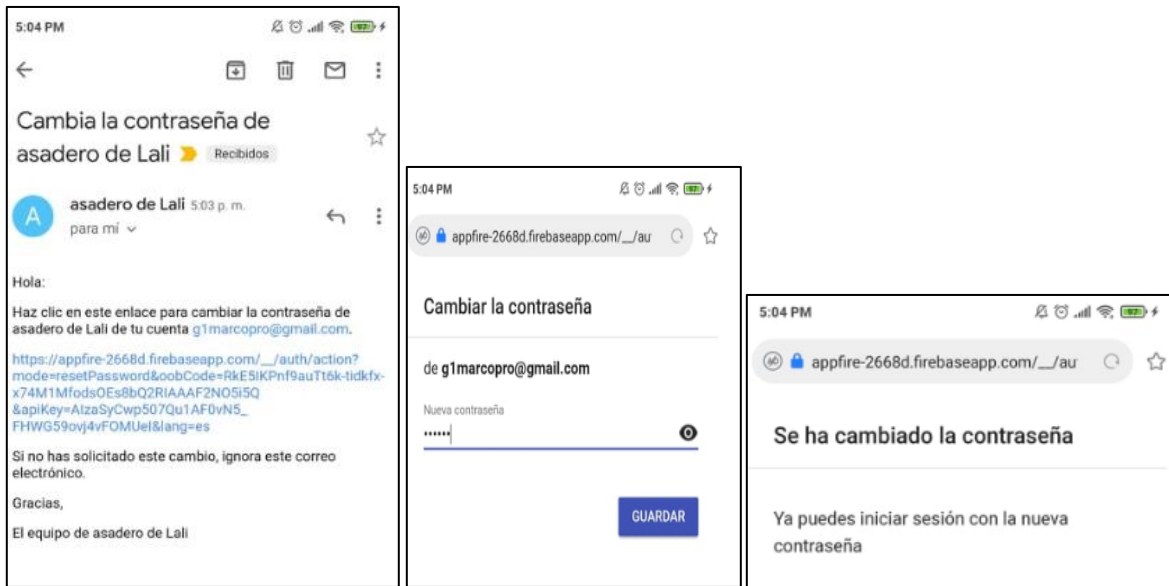 5:04 PM
97
Cambia la contraseña de
asadero de Lali Recibidos
A
asadero de Lali 5:03 p. m.
para mí
Hola:
Haz clic en este enlace para cambiar la contraseña de
asadero de Lali de tu cuenta g1marcopro@gmail.com.
https://appfire-2668d.firebaseapp.com/__/auth/action?
mode=resetPassword&oobCode=RkE5IKPnf9auTt6k-tidkfx-
x74M1MfodsOEs8bQ2RIAAAF2NO5i5Q
&apiKey=AIzaSyCwp507Qu1AF0vN5_
FHWG59ovj4vFOMUeI&lang=es
Si no has solicitado este cambio, ignora este correo
electrónico.
Gracias,
El equipo de asadero de Lali
5:04 PM
97
appfire-2668d.firebaseapp.com/__/au
Cambiar la contraseña
de g1marcopro@gmail.com
Nueva contraseña
••••••
GUARDAR
5:04 PM
97
appfire-2668d.firebaseapp.com/__/au
Se ha cambiado la contraseña
Ya puedes iniciar sesión con la nueva
contraseña